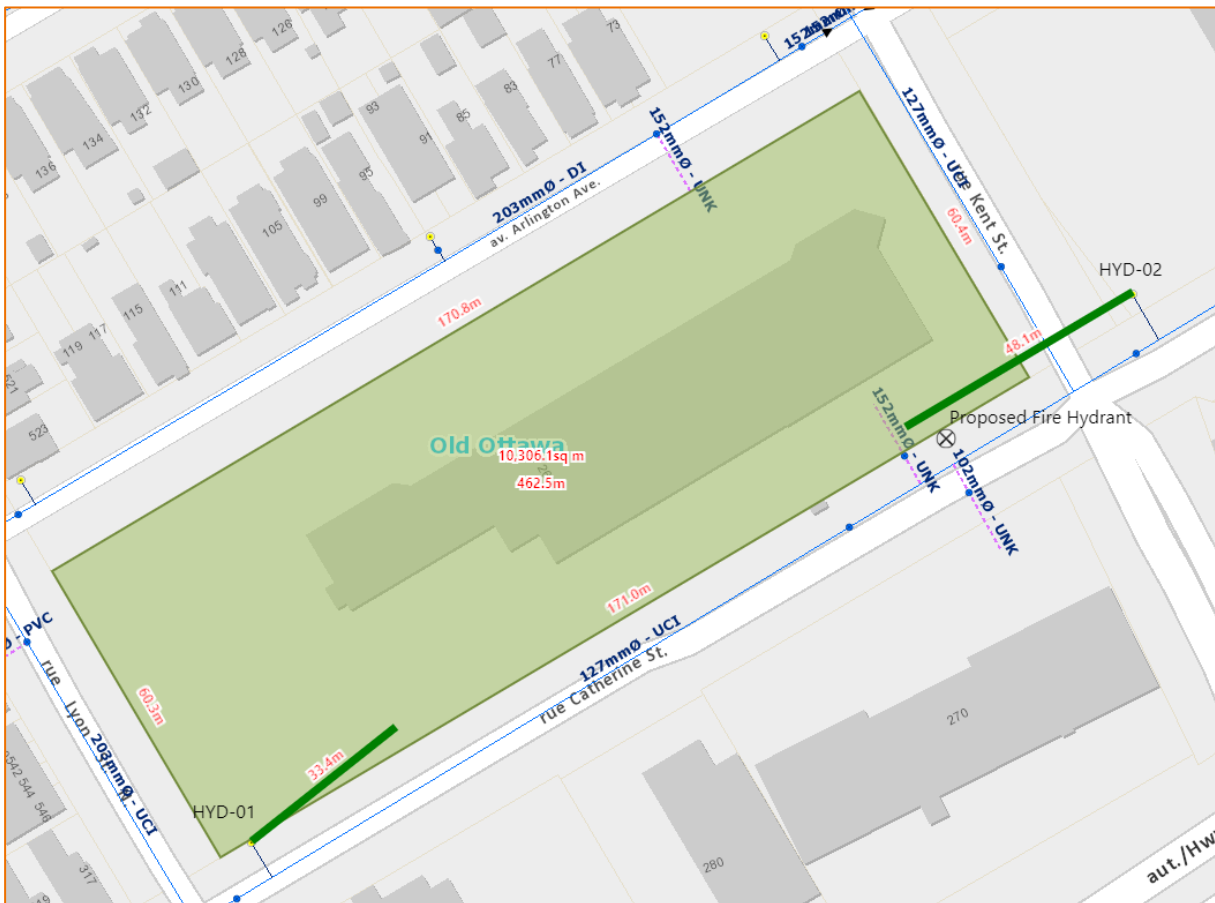 126
128
130
132
134
136
73
77
83
85
91
93
95
99
105
111
115
117
119
521
523
152mmØ
127mmØ - UCI
rue Kent St.
152mmØ - UNK
203mmØ - DI
av. Arlington Ave.
60.4m
HYD-02
170.8m
48.1m
Proposed Fire Hydrant
152mmØ - UNK
102mmØ - UNK
Old Ottawa
10,306.1sq m
462.5m
171.0m
127mmØ - UCI
rue Catherine St.
Ø - PVC
rue Lyon St. N
203mmØ - UCI
60.3m
33.4m
HYD-01
542
544
546
317
270
280
aut./Hw